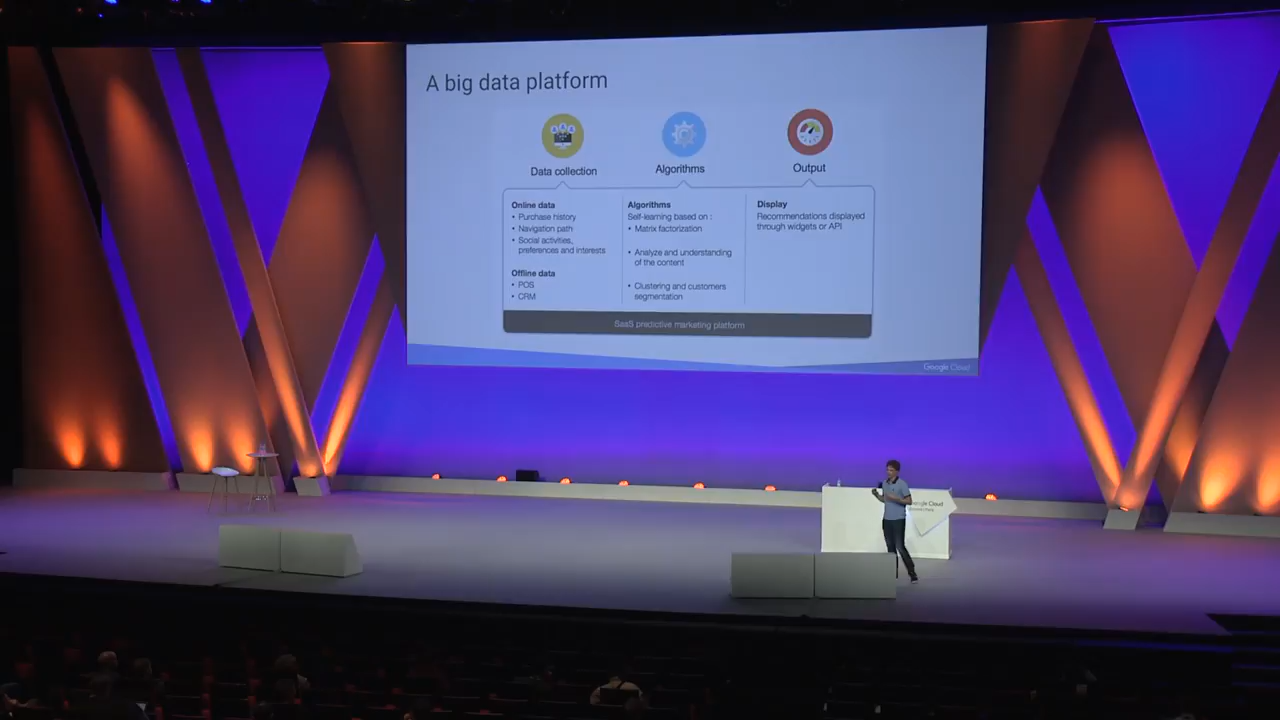 A big data platform
Data collection
Algorithms
Output
Online data
• Purchase history
• Navigation path
• Social activities,
preferences and interests
Offline data
• POS
• CRM
Algorithms
Self-learning based on :
• Matrix factorization
• Analyze and understanding
of the content
• Clustering and customers
segmentation
Display
Recommendations displayed
through widgets or API
SaaS predictive marketing platform
Google Cloud
Google Cloud